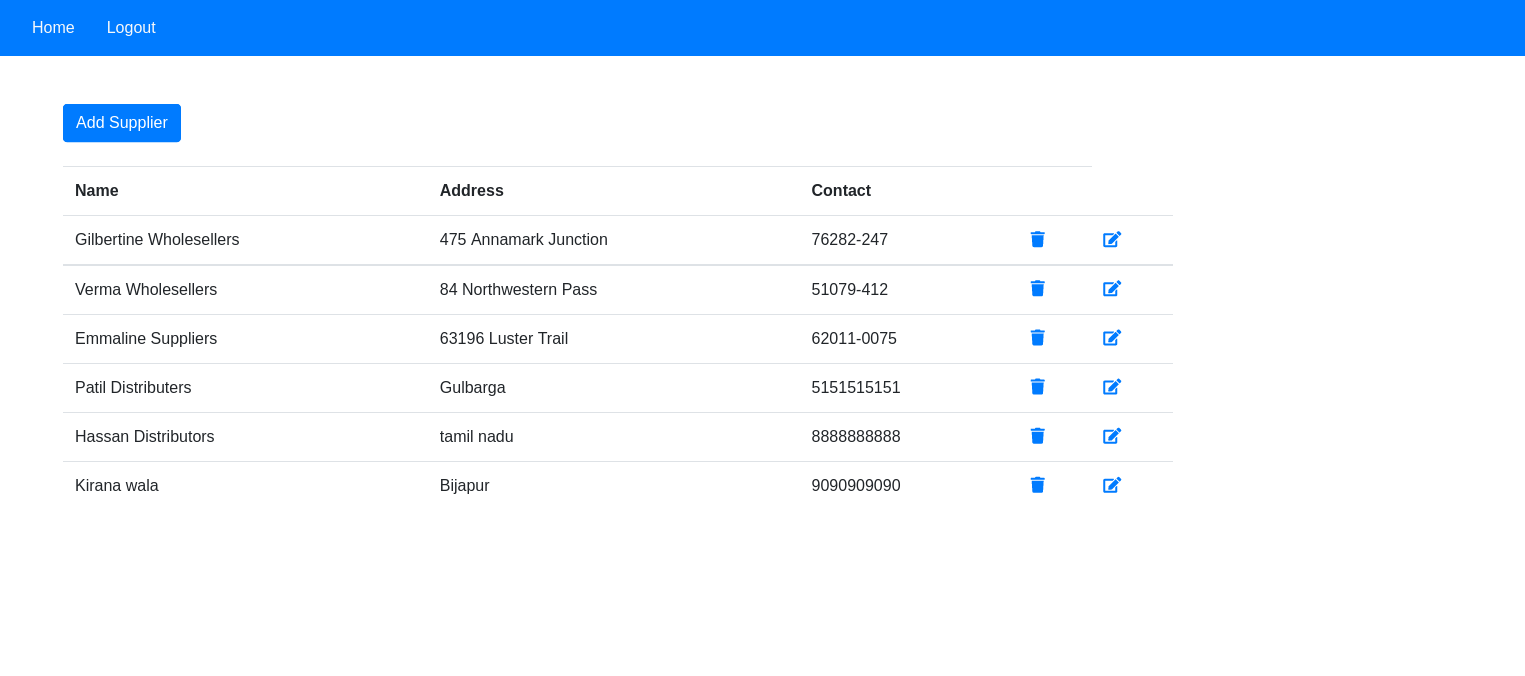 Home Logout
Add Supplier
Name Address Contact
Gilbertine Wholesellers 475 Annamark Junction 76282-247
Verma Wholesellers 84 Northwestern Pass 51079-412
Emmaline Suppliers 63196 Luster Trail 62011-0075
Patil Distributers Gulbarga 5151515151
Hassan Distributors tamil nadu 8888888888
Kirana wala Bijapur 9090909090